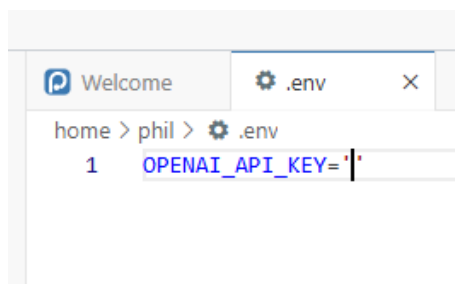 Welcome
.env
home > phil > .env
1 OPENAI_API_KEY=''